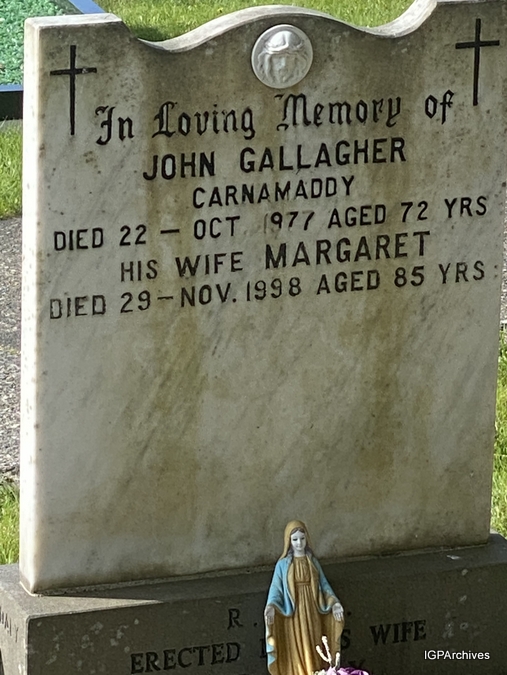 In Loving Memory of
JOHN GALLAGHER
CARNAMADDY
DIED 22 - OCT 1977 AGED 72 YRS
HIS WIFE MARGARET
DIED 29-NOV. 1998 AGED 85 YRS
R.
ERECTED WIFE
IGPArchives